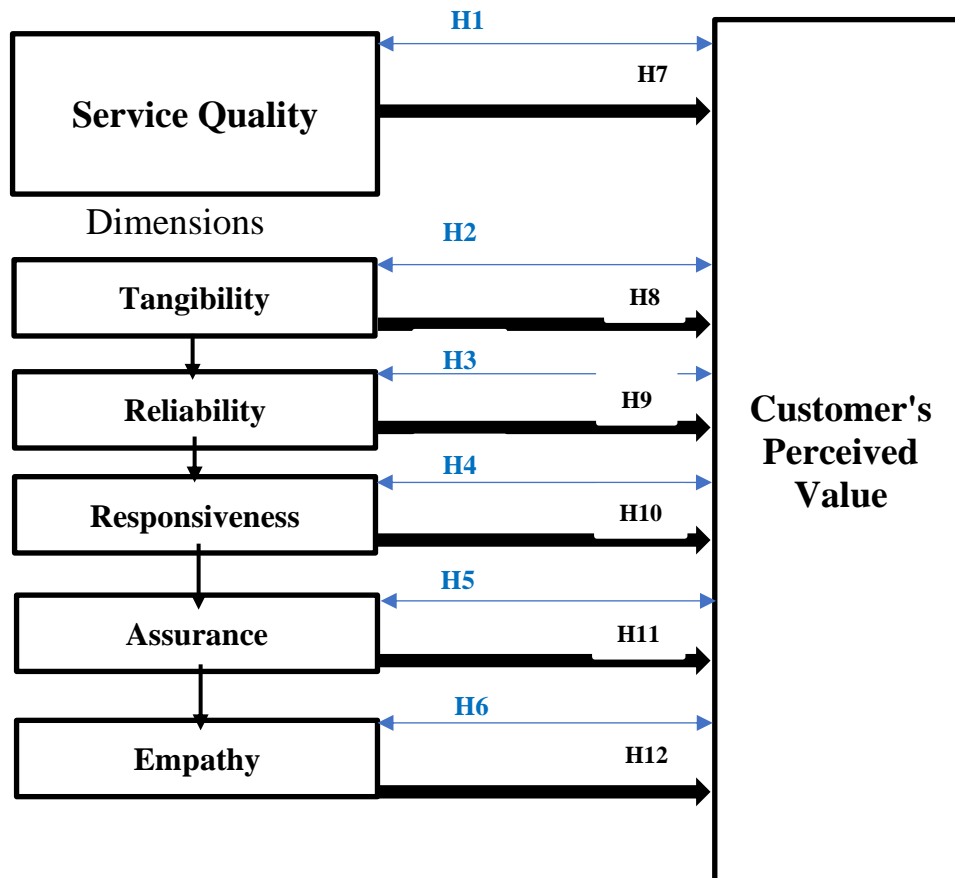 H1
H7
Service Quality
Dimensions
H2
Tangibility
H8
H3
Reliability
H9
Customer's
Perceived
Value
H4
Responsiveness
H10
H5
Assurance
H11
H6
Empathy
H12